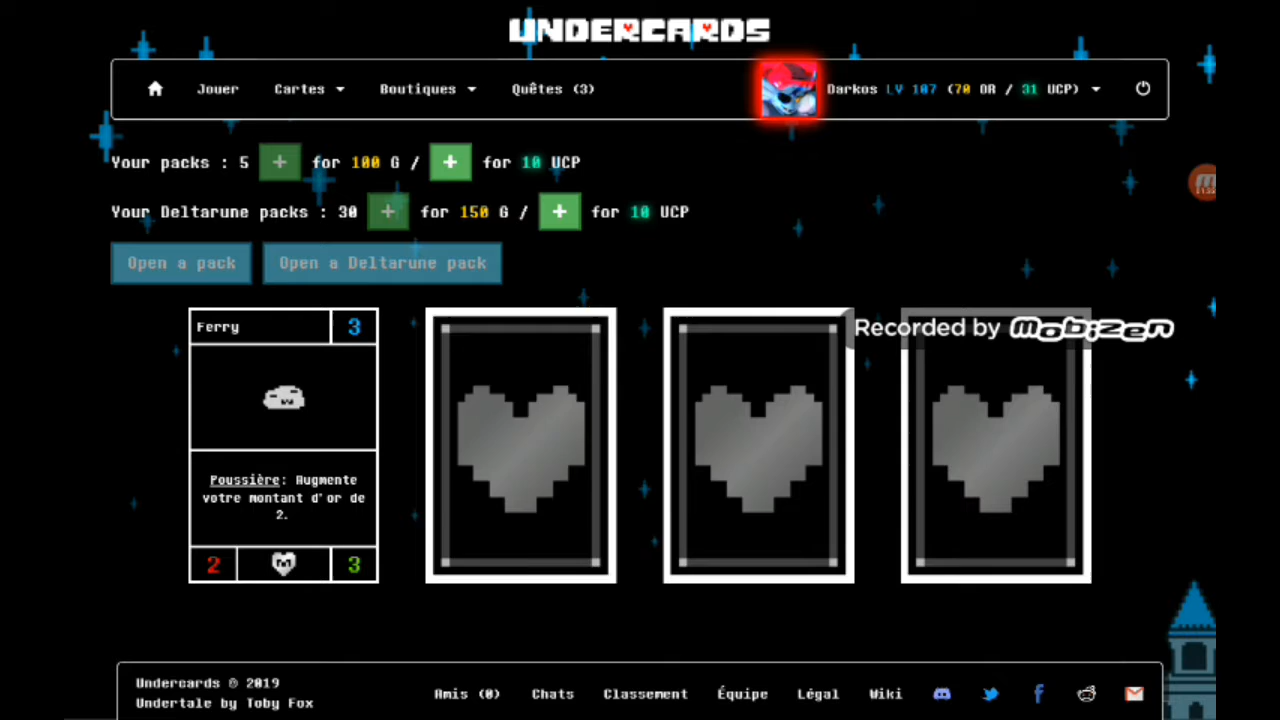 UNDERCARDS
Jouer Cartes Boutiques Quêtes (3) Darkos LV 107 (70 OR / 31 UCP)
Your packs : 5 + for 100 G / + for 10 UCP
Your Deltarune packs : 30 + for 150 G / + for 10 UCP
Open a pack Open a Deltarune pack
Ferry 3
Recorded by mobizen
Poussière: Augmente
votre montant d'or de
2.
2 M 3
Undercards © 2019
Undertale by Toby Fox
Amis (0) Chats Classement Équipe Légal Wiki